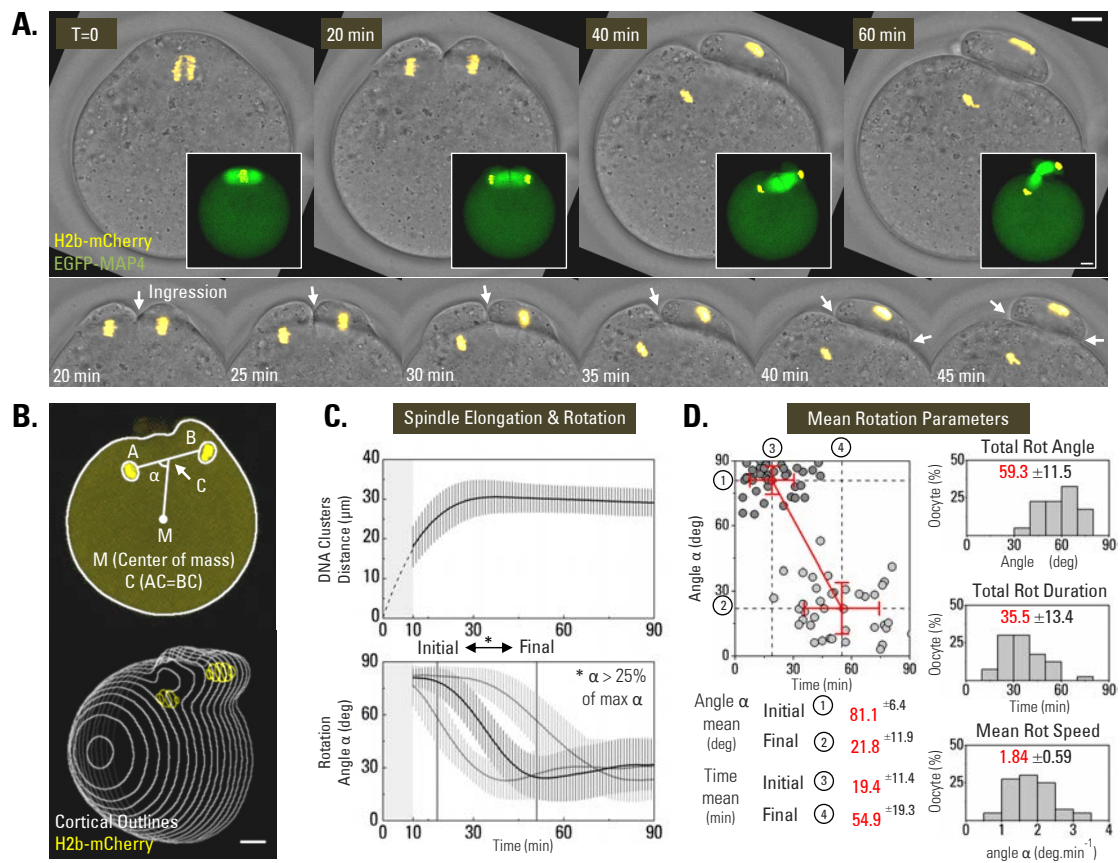 A.
T=0
20 min
40 min
60 min
H2b-mCherry
EGFP-MAP4
Ingression
20 min
25 min
30 min
35 min
40 min
45 min
B.
A
B
α
C
M
M (Center of mass)
C (AC=BC)
Cortical Outlines
H2b-mCherry
C.
Spindle Elongation & Rotation
DNA Clusters
Distance (µm)
40
30
20
10
0
0
10
30
50
70
90
Initial
*
Final
Rotation
Angle α (deg)
90
60
30
0
* α > 25%
of max α
0
10
30
50
70
90
Time (min)
D.
Mean Rotation Parameters
3
4
1
2
Angle α (deg)
90
60
30
0
0
30
60
90
Time (min)
Angle α
mean
(deg)
Initial 1 81.1 ±6.4
Final 2 21.8 ±11.9
Time
mean
(min)
Initial 3 19.4 ±11.4
Final 4 54.9 ±19.3
Total Rot Angle
59.3 ±11.5
Oocyte (%)
50
25
0
30
60
90
Angle (deg)
Total Rot Duration
35.5 ±13.4
Oocyte (%)
50
25
0
30
60
90
Time (min)
Mean Rot Speed
1.84 ±0.59
Oocyte (%)
50
25
0
1
2
3
4
angle α (deg.min⁻¹)